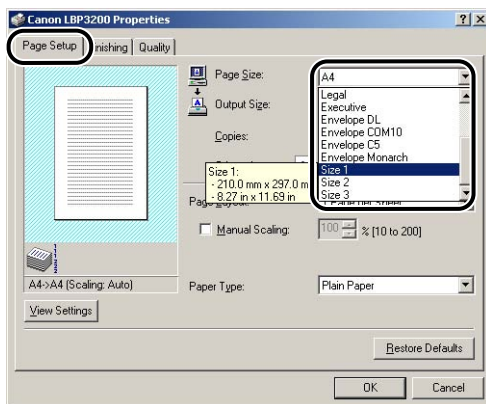 Canon LBP3200 Properties
Page Setup
nishing
Quality
Page Size:
A4
Output Size:
Legal
Executive
Envelope DL
Copies:
Envelope COM10
Envelope C5
Envelope Monarch
Size 1
Size 2
Size 3
Size 1:
- 210.0 mm x 297.0 m
- 8.27 in x 11.69 in
Manual Scaling:
100
% [10 to 200]
A4->A4 (Scaling: Auto)
Paper Type:
Plain Paper
View Settings
Restore Defaults
OK
Cancel